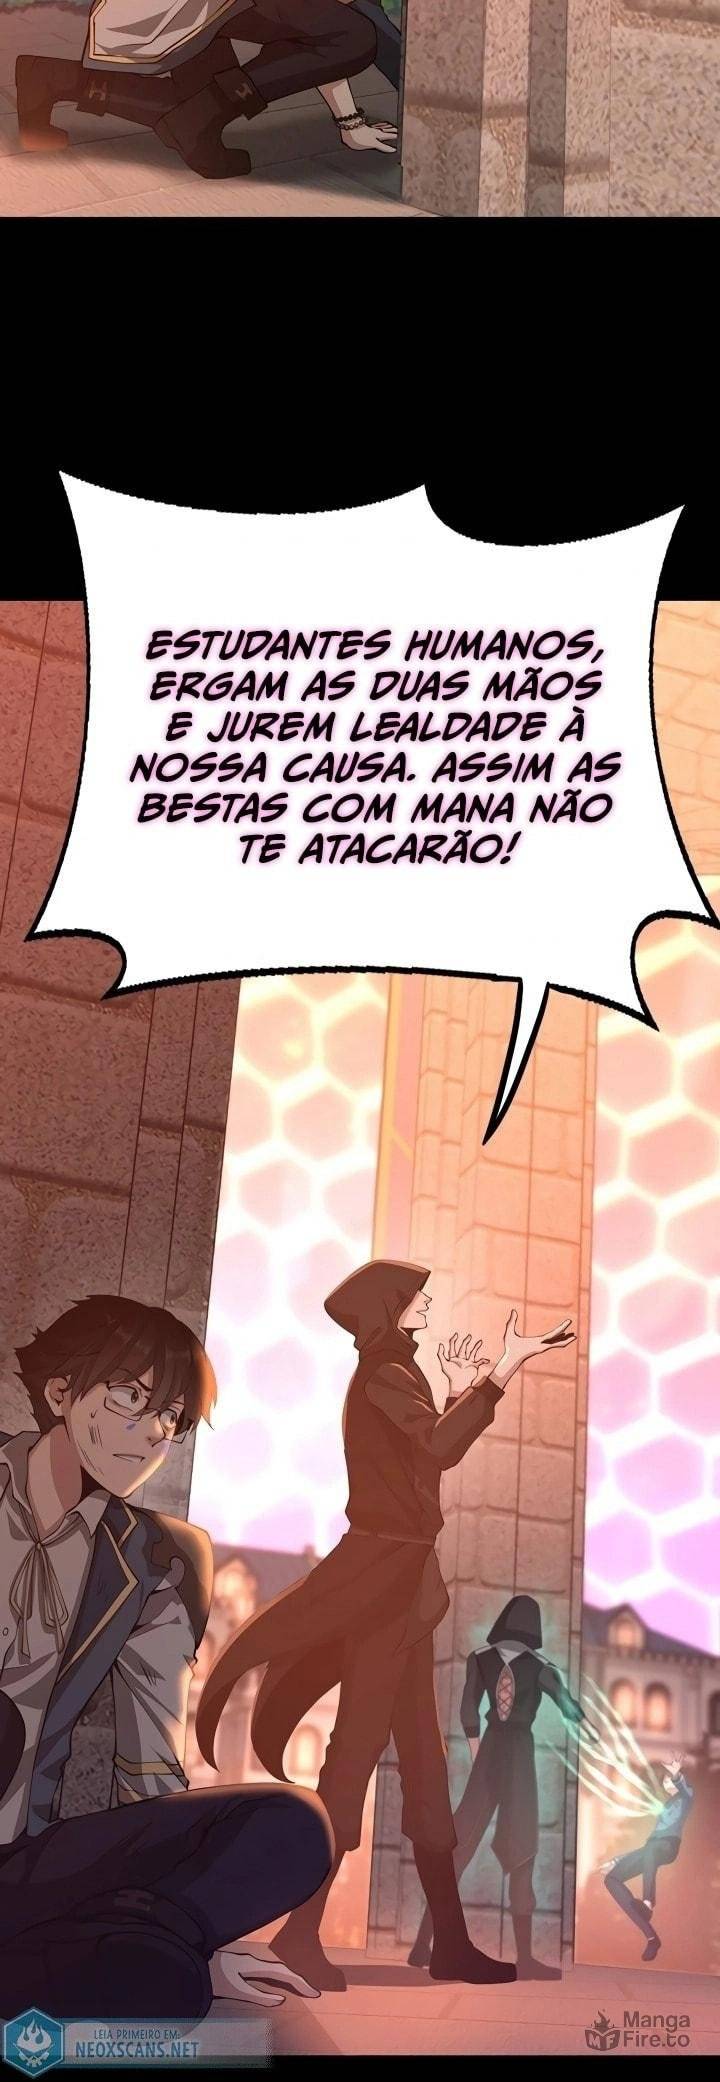 ESTUDANTES HUMANOS,
ERGAM AS DUAS MÃOS
E JUREM LEALDADE À
NOSSA CAUSA. ASSIM AS
BESTAS COM MANA NÃO
TE ATACARÃO!
LEIA PRIMEIRO EM:
NEOXSCANS.NET
Manga
Fire.to